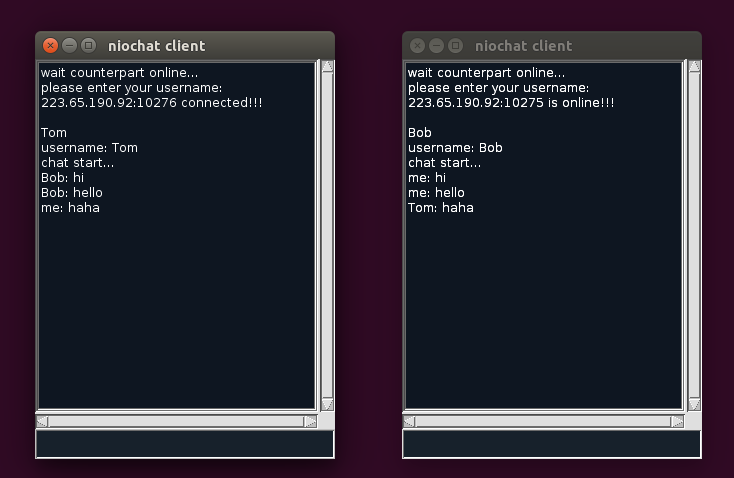 niochat client
wait counterpart online...
please enter your username:
223.65.190.92:10276 connected!!!
Tom
username: Tom
chat start...
Bob: hi
Bob: hello
me: haha
niochat client
wait counterpart online...
please enter your username:
223.65.190.92:10275 is online!!!
Bob
username: Bob
chat start...
me: hi
me: hello
Tom: haha